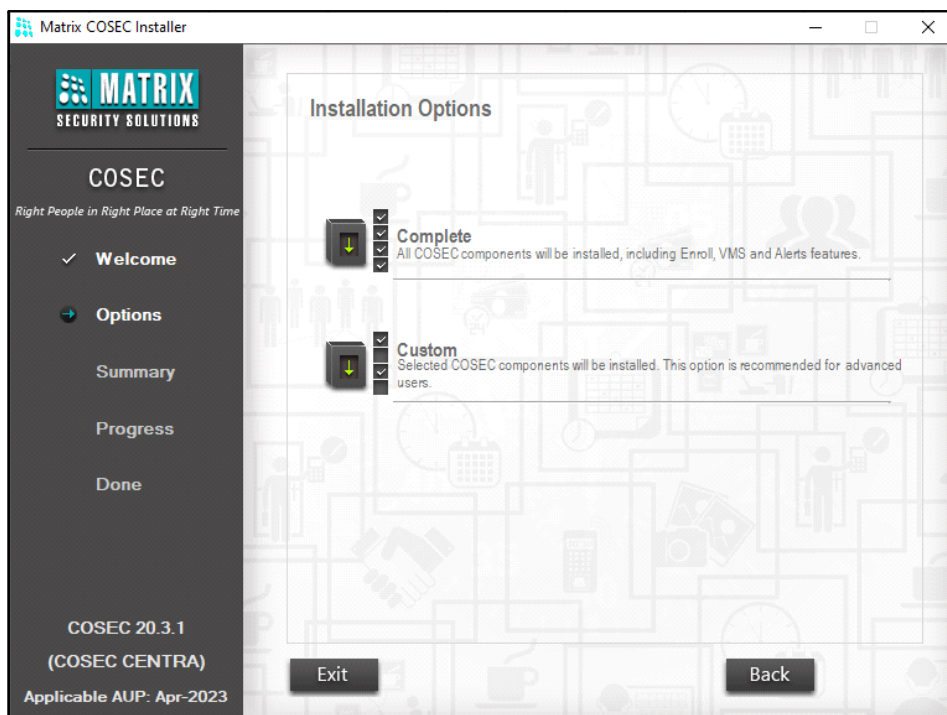 Matrix COSEC Installer
MATRIX
SECURITY SOLUTIONS
COSEC
Right People in Right Place at Right Time
Welcome
Options
Summary
Progress
Done
COSEC 20.3.1
(COSEC CENTRA)
Applicable AUP: Apr-2023
Installation Options
Complete
All COSEC components will be installed, including Enroll, VMS and Alerts features.
Custom
Selected COSEC components will be installed. This option is recommended for advanced
users.
Exit
Back